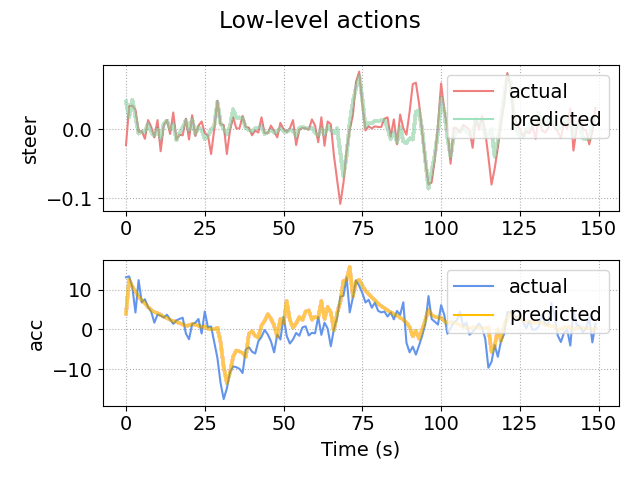 Low-level actions
steer
0.0
−0.1
actual
predicted
0 25 50 75 100 125 150
acc
10
0
−10
actual
predicted
0 25 50 75 100 125 150
Time (s)